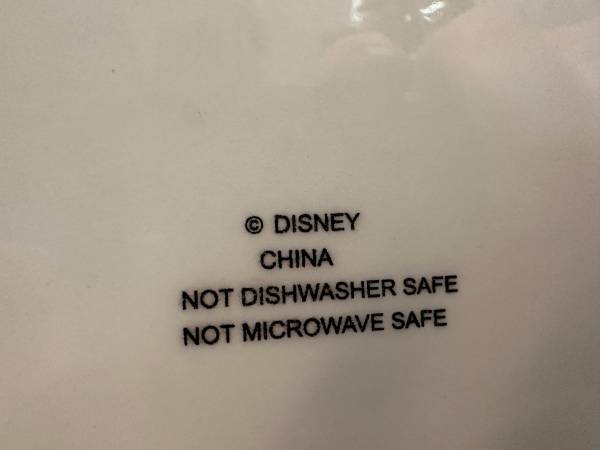 © DISNEY
CHINA
NOT DISHWASHER SAFE
NOT MICROWAVE SAFE